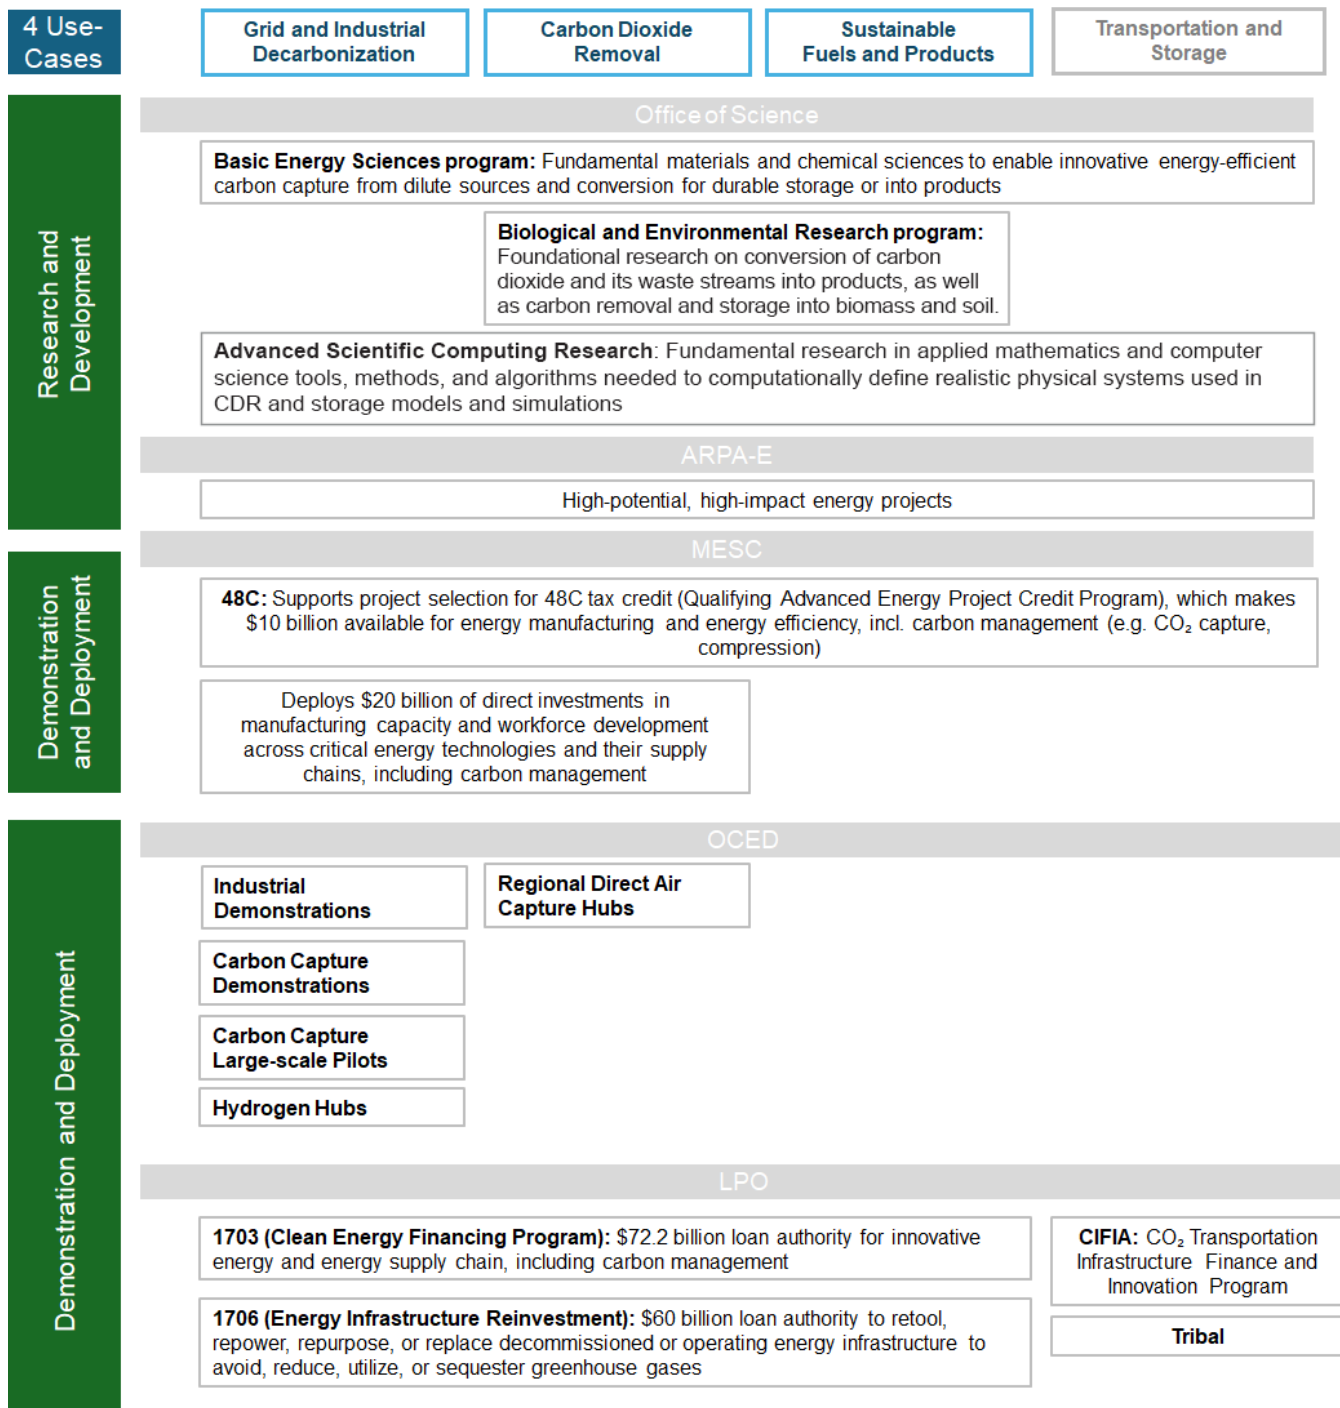 4 Use-
Cases
Grid and Industrial
Decarbonization
Carbon Dioxide
Removal
Sustainable
Fuels and Products
Transportation and
Storage
Research and
Development
Office of Science
Basic Energy Sciences program: Fundamental materials and chemical sciences to enable innovative energy-efficient
carbon capture from dilute sources and conversion for durable storage or into products
Biological and Environmental Research program:
Foundational research on conversion of carbon
dioxide and its waste streams into products, as well
as carbon removal and storage into biomass and soil.
Advanced Scientific Computing Research: Fundamental research in applied mathematics and computer
science tools, methods, and algorithms needed to computationally define realistic physical systems used in
CDR and storage models and simulations
ARPA-E
High-potential, high-impact energy projects
Demonstration
and Deployment
MESC
48C: Supports project selection for 48C tax credit (Qualifying Advanced Energy Project Credit Program), which makes
$10 billion available for energy manufacturing and energy efficiency, incl. carbon management (e.g. CO₂ capture,
compression)
Deploys $20 billion of direct investments in
manufacturing capacity and workforce development
across critical energy technologies and their supply
chains, including carbon management
Demonstration and Deployment
OCED
Industrial
Demonstrations
Regional Direct Air
Capture Hubs
Carbon Capture
Demonstrations
Carbon Capture
Large-scale Pilots
Hydrogen Hubs
LPO
1703 (Clean Energy Financing Program): $72.2 billion loan authority for innovative
energy and energy supply chain, including carbon management
CIFIA: CO₂ Transportation
Infrastructure Finance and
Innovation Program
1706 (Energy Infrastructure Reinvestment): $60 billion loan authority to retool,
repower, repurpose, or replace decommissioned or operating energy infrastructure to
avoid, reduce, utilize, or sequester greenhouse gases
Tribal